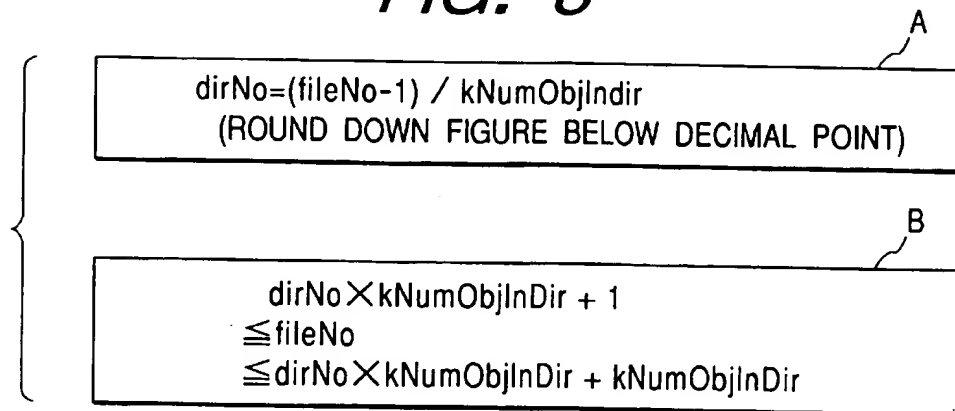 A
dirNo=(fileNo-1) / kNumObjIndir
(ROUND DOWN FIGURE BELOW DECIMAL POINT)
B
dirNo×kNumObjInDir + 1
≦fileNo
≦dirNo×kNumObjInDir + kNumObjInDir